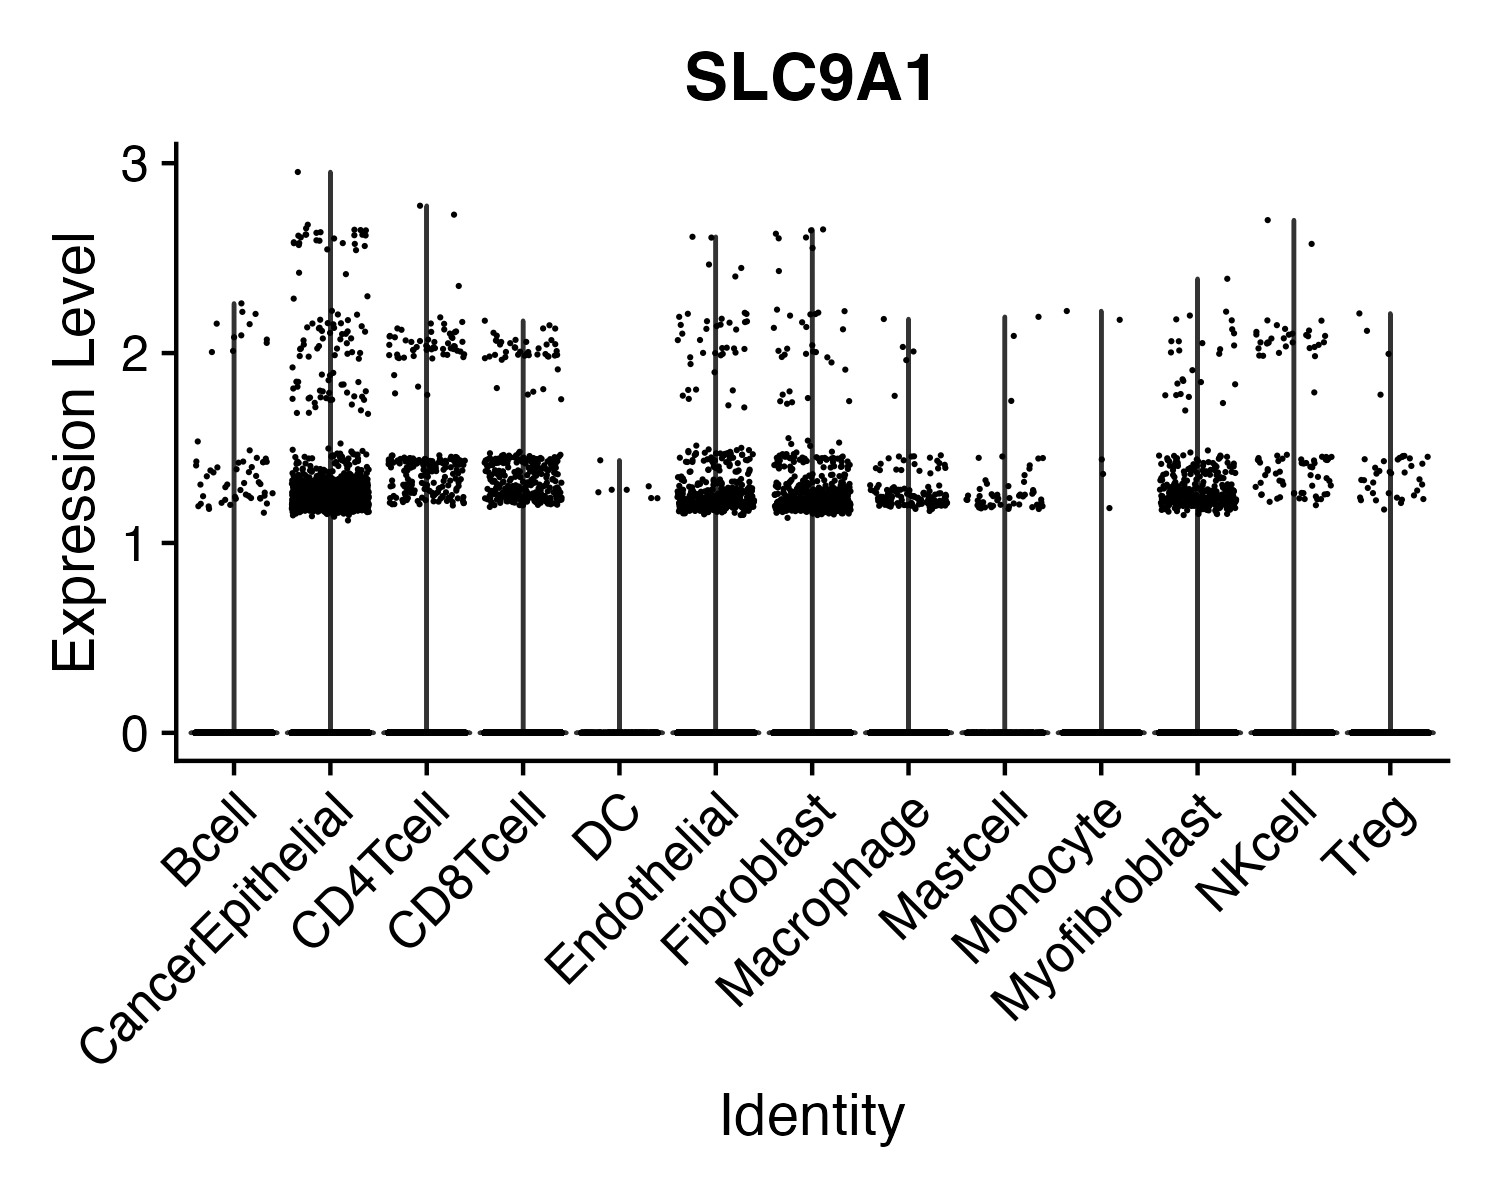 SLC9A1
Expression Level
3
2
1
0
Bcell
CancerEpithelial
CD4Tcell
CD8Tcell
DC
Endothelial
Fibroblast
Macrophage
Mastcell
Monocyte
Myofibroblast
NKcell
Treg
Identity